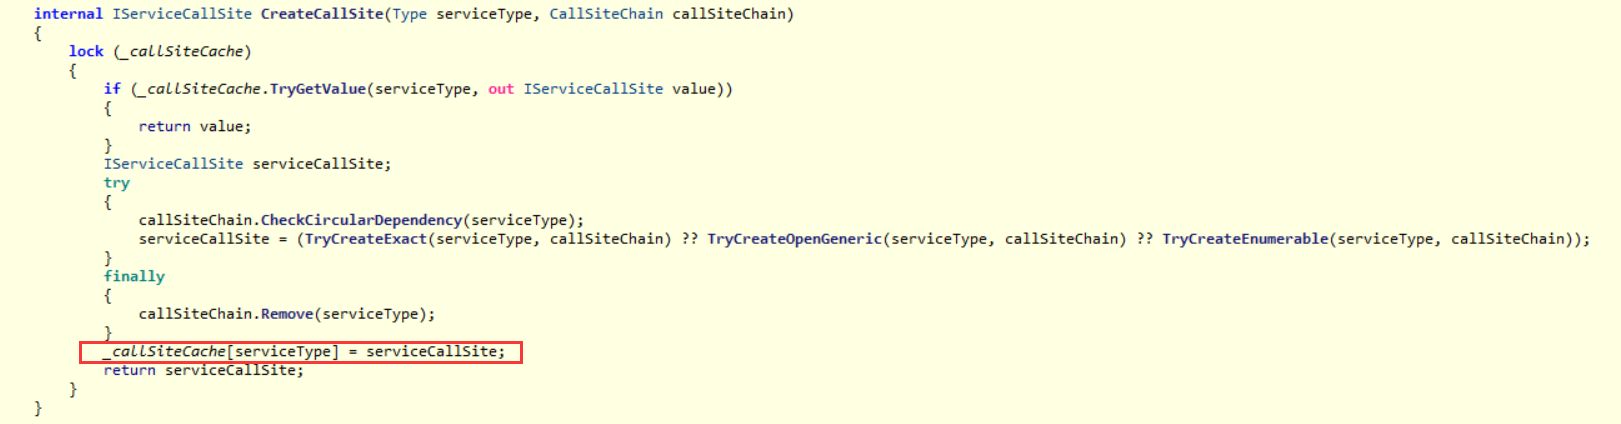 internal IServiceCallSite CreateCallSite(Type serviceType, CallSiteChain callSiteChain)
{
    lock (_callSiteCache)
    {
        if (_callSiteCache.TryGetValue(serviceType, out IServiceCallSite value))
        {
            return value;
        }
        IServiceCallSite serviceCallSite;
        try
        {
            callSiteChain.CheckCircularDependency(serviceType);
            serviceCallSite = (TryCreateExact(serviceType, callSiteChain) ?? TryCreateOpenGeneric(serviceType, callSiteChain) ?? TryCreateEnumerable(serviceType, callSiteChain));
        }
        finally
        {
            callSiteChain.Remove(serviceType);
        }
        _callSiteCache[serviceType] = serviceCallSite;
        return serviceCallSite;
    }
}